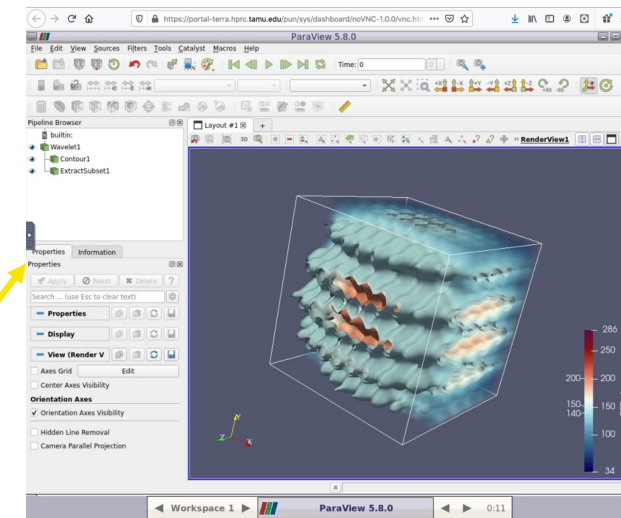 https://portal-terra.hprc.tamu.edu/pun/sys/dashboard/noVNC-1.0.0/vnc.htm
ParaView 5.8.0
File Edit View Sources Filters Tools Catalyst Macros Help
Time: 0
Pipeline Browser
Layout #1
+
builtin:
Wavelet1
Contour1
ExtractSubset1
3D
RenderView1
Properties Information
Properties
Apply Reset Delete ?
Search ... (use Esc to clear text)
Properties
Display
View (Render V
Axes Grid Edit
Center Axes Visibility
Orientation Axes
Orientation Axes Visibility
Hidden Line Removal
Camera Parallel Projection
Y
Z X
286
250
200 200
150 150
140
100
34
Workspace 1 ParaView 5.8.0 0:11